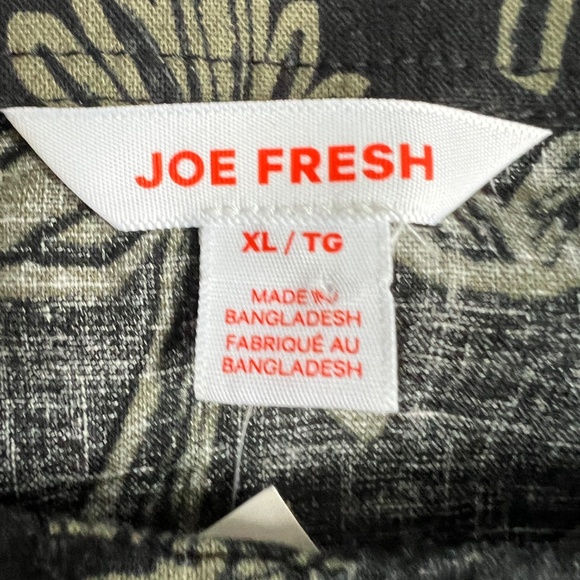 JOE FRESH
XL / TG
MADE IN
BANGLADESH
FABRIQUÉ AU
BANGLADESH